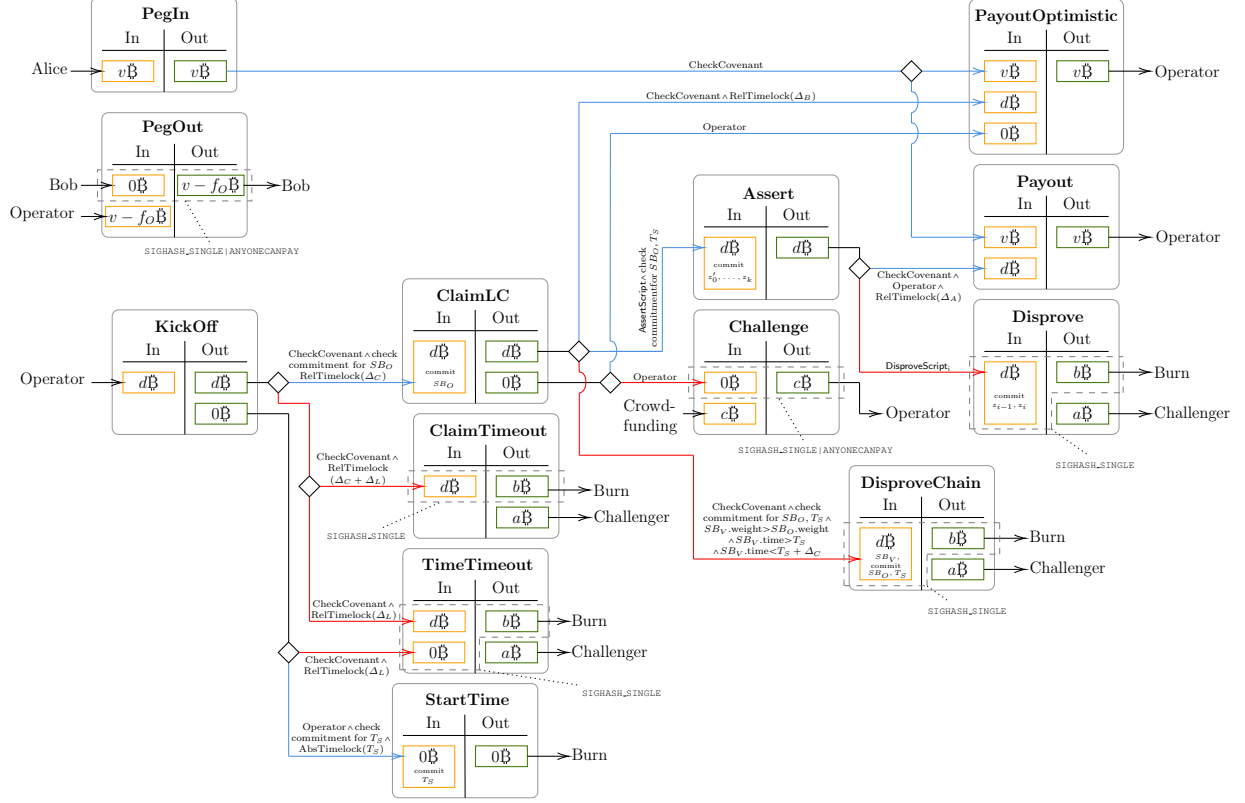 PegIn
In Out
Alice
v₿ v₿
CheckCovenant
PayoutOptimistic
In Out
v₿ v₿
Operator
d₿
0₿
CheckCovenant∧RelTimelock(Δ_B)
Operator
PegOut
In Out
Bob
0₿ v − f_O₿
Bob
Operator
v − f_O₿
SIGHASH_SINGLE|ANYONECANPAY
Payout
In Out
v₿ v₿
Operator
d₿
CheckCovenant∧
Operator∧
RelTimelock(Δ_A)
Assert
In Out
d₿ d₿
commit
z′_0, . . . , z_k
AssertScript∧check
commitment for SB_O, T_S
KickOff
In Out
Operator
d₿ d₿
0₿
CheckCovenant∧check
commitment for SB_O
RelTimelock(Δ_C)
ClaimLC
In Out
d₿ d₿
commit
SB_O
0₿
Operator
Challenge
In Out
0₿ c₿
Crowd-
funding
c₿
Operator
SIGHASH_SINGLE|ANYONECANPAY
Disprove
In Out
DisproveScript_i
d₿ b₿
commit
z_{i−1}, z_i
Burn
a₿
Challenger
SIGHASH_SINGLE
ClaimTimeout
In Out
CheckCovenant∧
RelTimelock
(Δ_C + Δ_L)
d₿ b₿
Burn
a₿
Challenger
SIGHASH_SINGLE
DisproveChain
In Out
CheckCovenant∧check
commitment for SB_O, T_S∧
SB_V.weight>SB_O.weight
∧SB_V.time>T_S
∧SB_V.time<T_S + Δ_C
d₿ b₿
SB_V,
commit
SB_O, T_S
Burn
a₿
Challenger
SIGHASH_SINGLE
TimeTimeout
In Out
CheckCovenant∧
RelTimelock(Δ_L)
d₿ b₿
Burn
0₿ a₿
Challenger
CheckCovenant∧
RelTimelock(Δ_L)
SIGHASH_SINGLE
StartTime
In Out
Operator∧check
commitment for T_S∧
AbsTimelock(T_S)
0₿ 0₿
commit
T_S
Burn